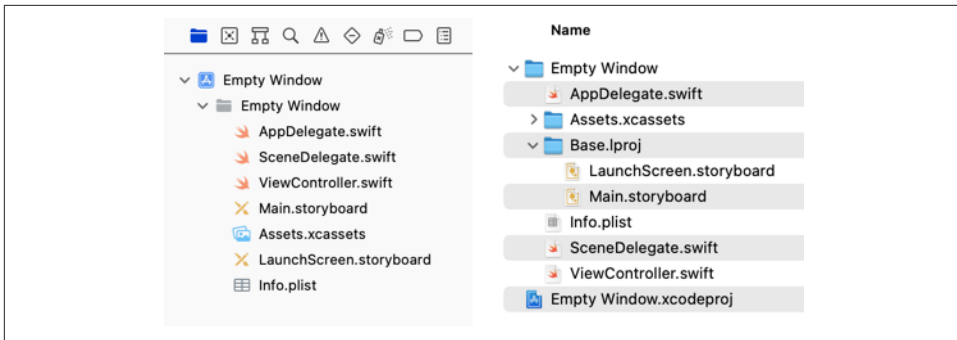 Empty Window
Empty Window
AppDelegate.swift
SceneDelegate.swift
ViewController.swift
Main.storyboard
Assets.xcassets
LaunchScreen.storyboard
Info.plist
Name
Empty Window
AppDelegate.swift
Assets.xcassets
Base.lproj
LaunchScreen.storyboard
Main.storyboard
Info.plist
SceneDelegate.swift
ViewController.swift
Empty Window.xcodeproj